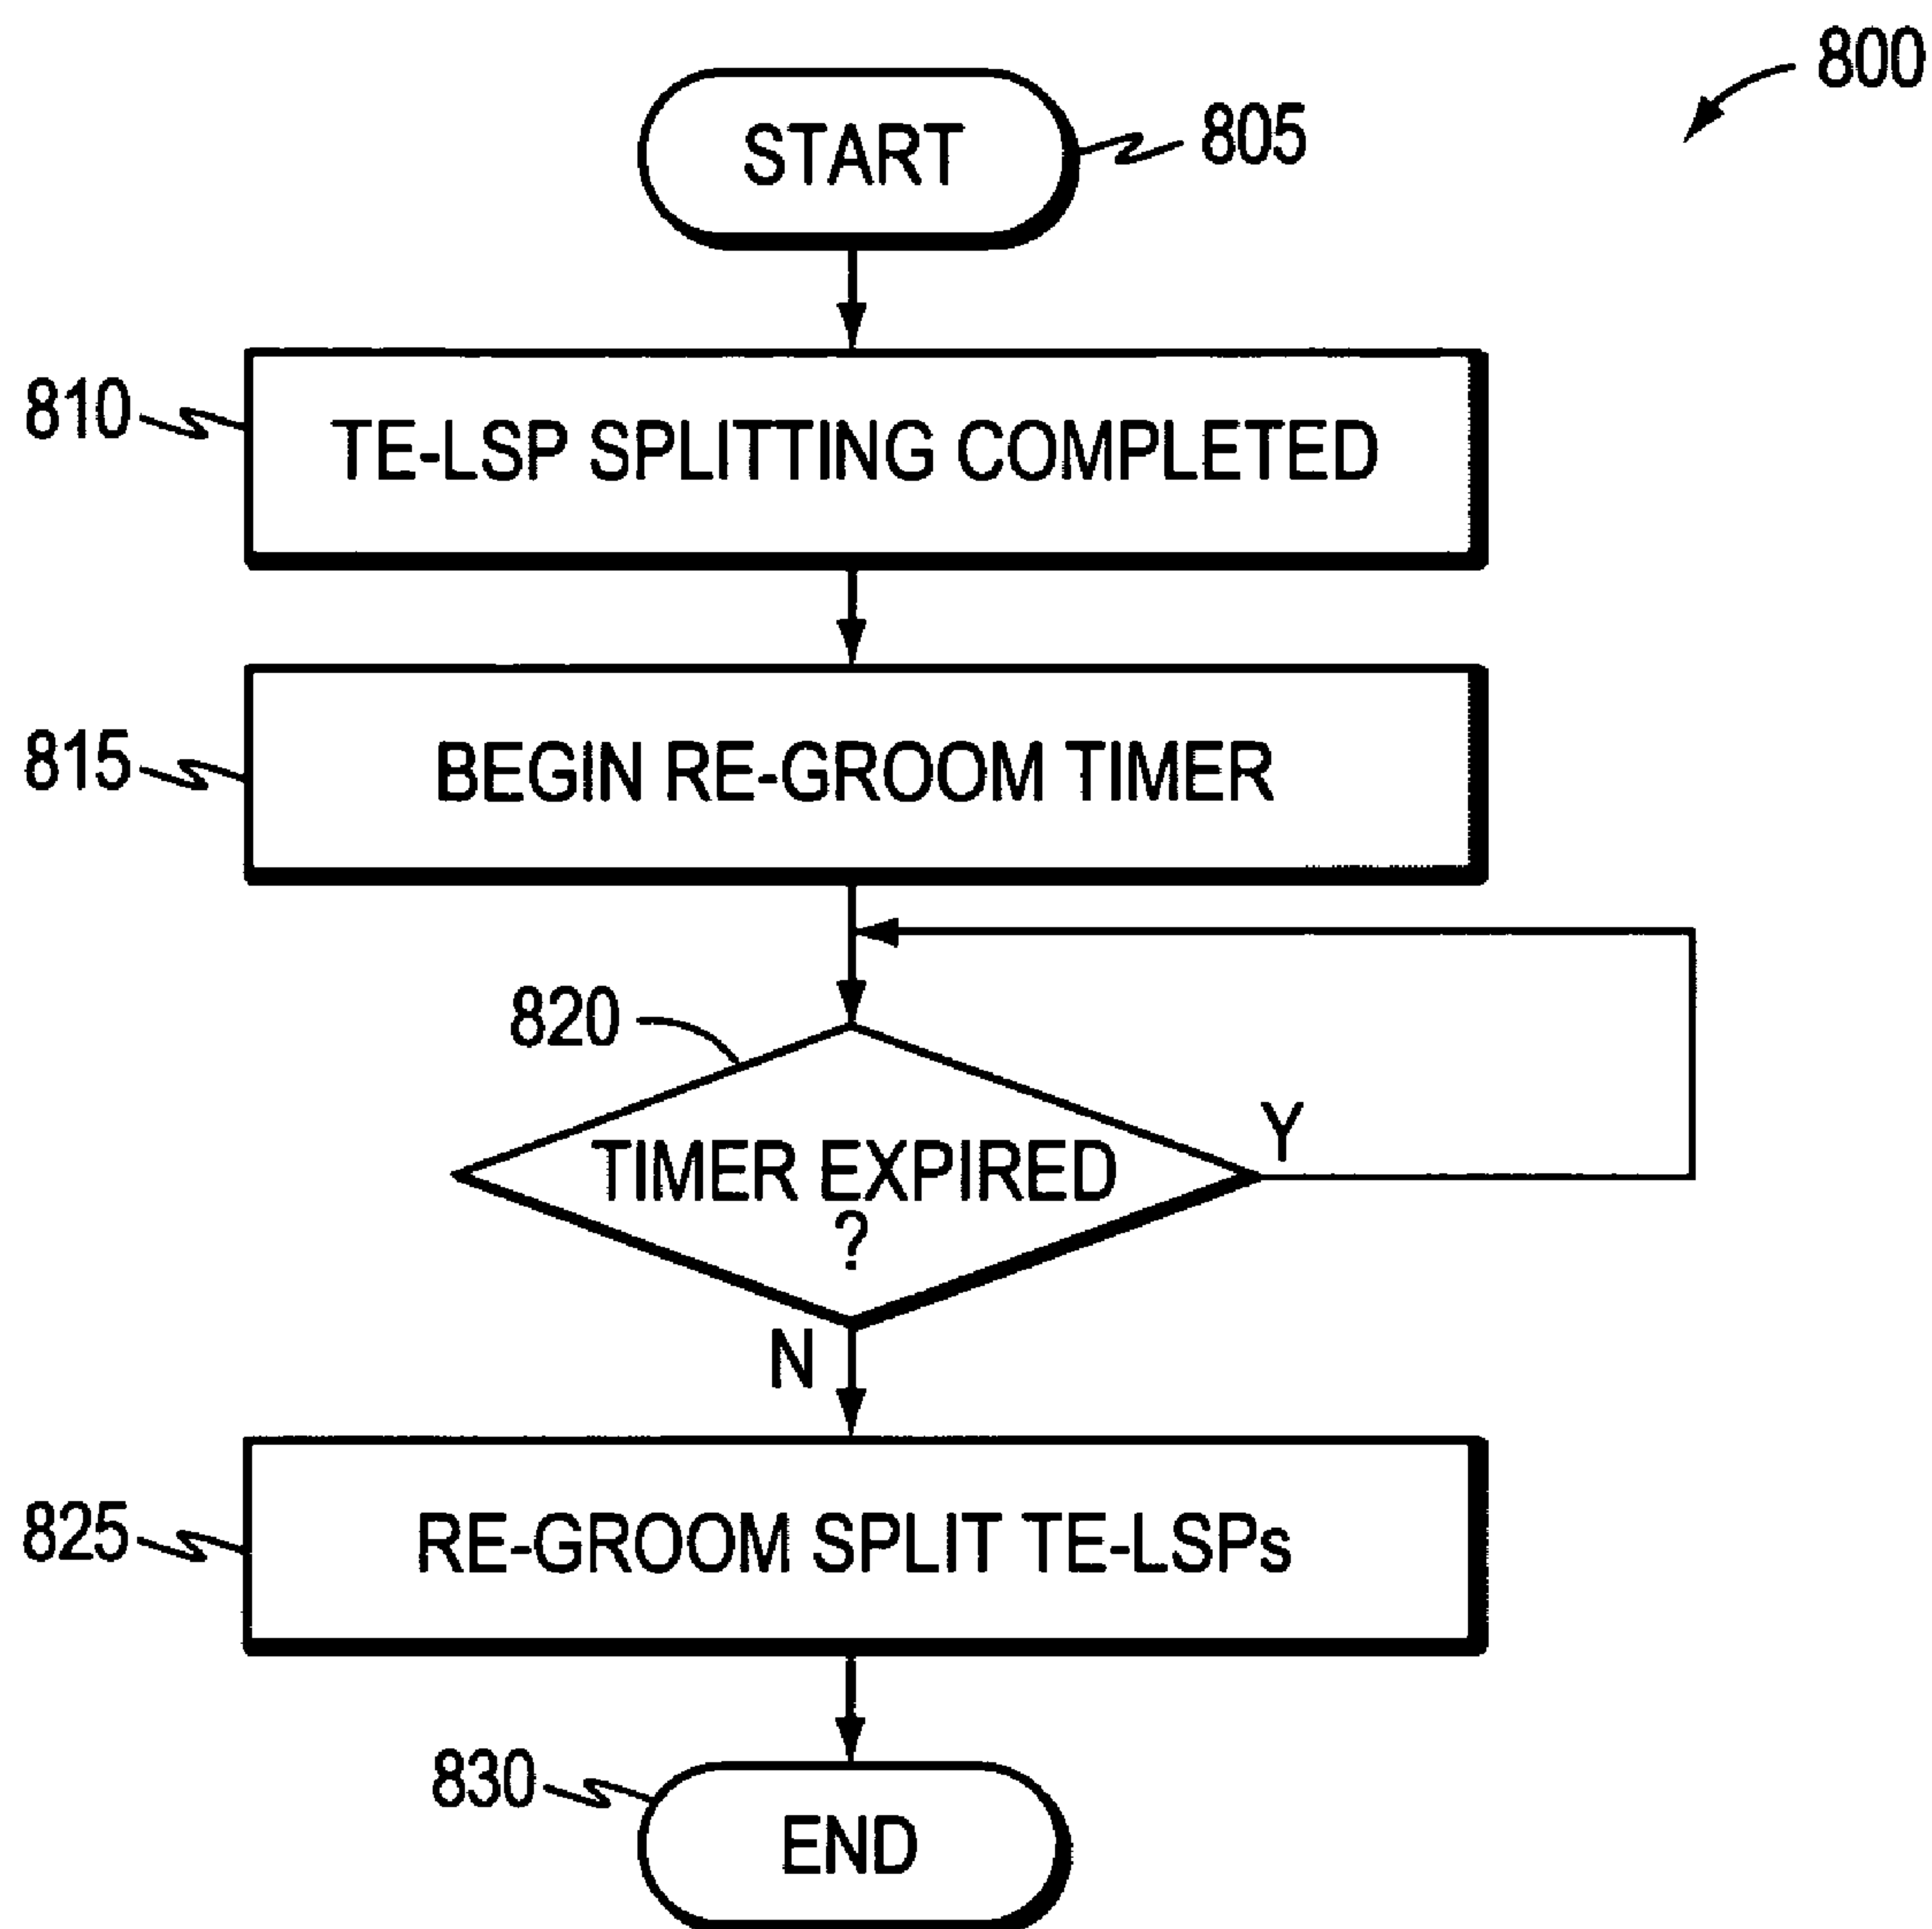 800
START
805
810
TE-LSP SPLITTING COMPLETED
815
BEGIN RE-GROOM TIMER
820
Y
TIMER EXPIRED
?
N
825
RE-GROOM SPLIT TE-LSPs
830
END